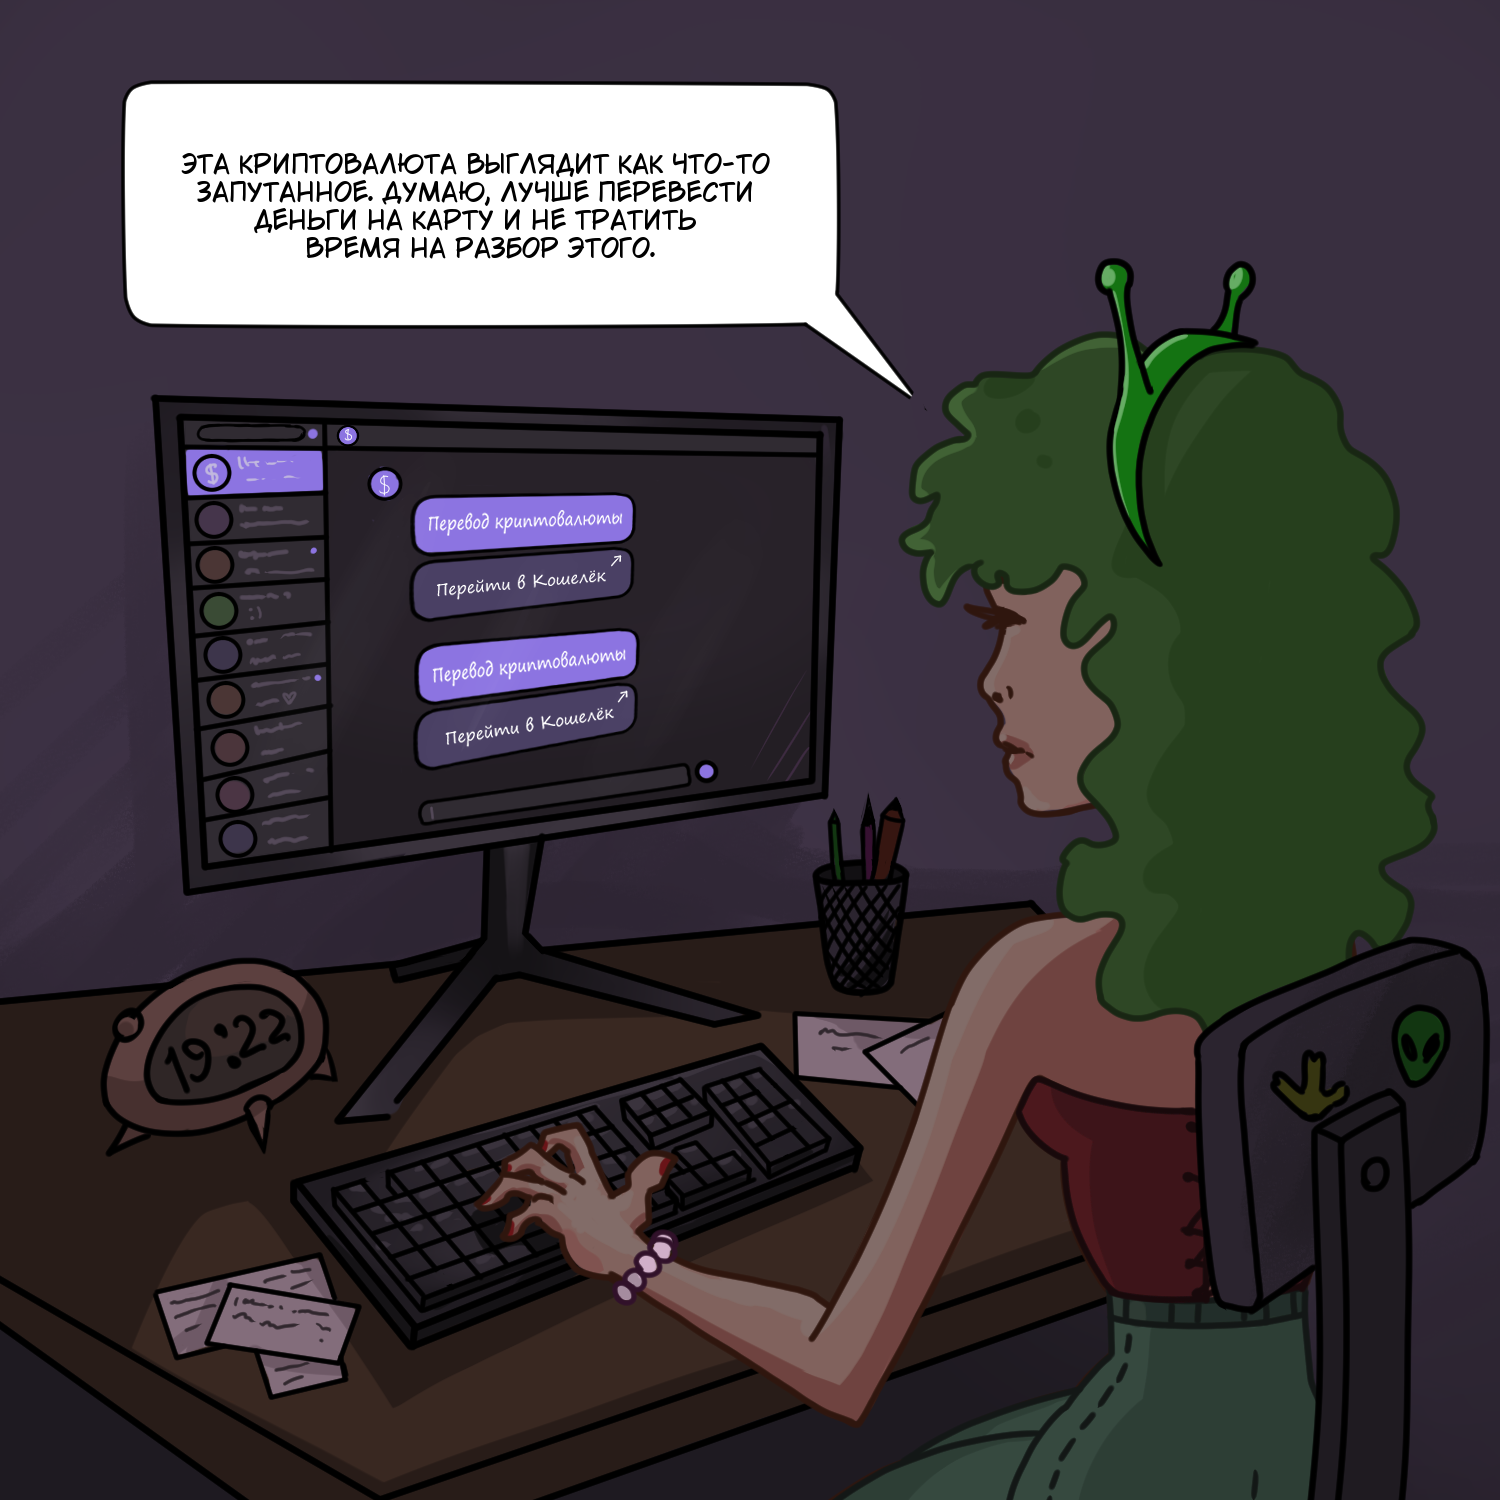 ЭТА КРИПТОВАЛЮТА ВЫГЛЯДИТ КАК ЧТО-ТО
ЗАПУТАННОЕ. ДУМАЮ, ЛУЧШЕ ПЕРЕВЕСТИ
ДЕНЬГИ НА КАРТУ И НЕ ТРАТИТЬ
ВРЕМЯ НА РАЗБОР ЭТОГО.
$
$
$
Перевод криптовалюты
Перейти в Кошелёк
:)
Перевод криптовалюты
Перейти в Кошелёк
19:22